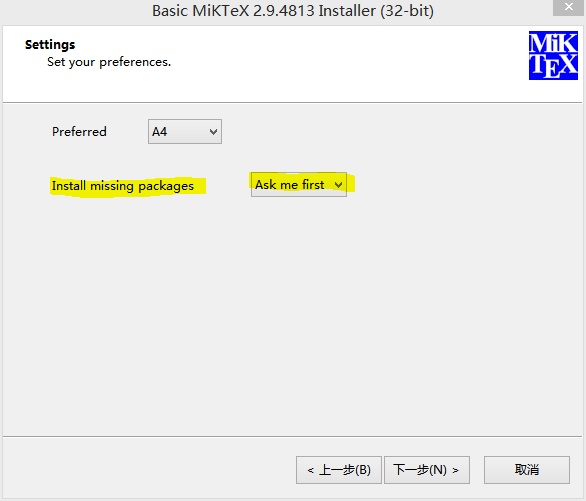 Basic MiKTeX 2.9.4813 Installer (32-bit)
Settings
Set your preferences.
MiK
TEX
Preferred A4
Install missing packages Ask me first
< 上一步(B) 下一步(N) > 取消